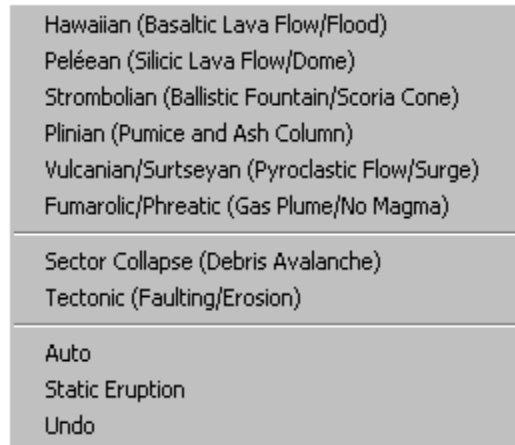 Hawaiian (Basaltic Lava Flow/Flood)
Peléean (Silicic Lava Flow/Dome)
Strombolian (Ballistic Fountain/Scoria Cone)
Plinian (Pumice and Ash Column)
Vulcanian/Surtseyan (Pyroclastic Flow/Surge)
Fumarolic/Phreatic (Gas Plume/No Magma)
Sector Collapse (Debris Avalanche)
Tectonic (Faulting/Erosion)
Auto
Static Eruption
Undo